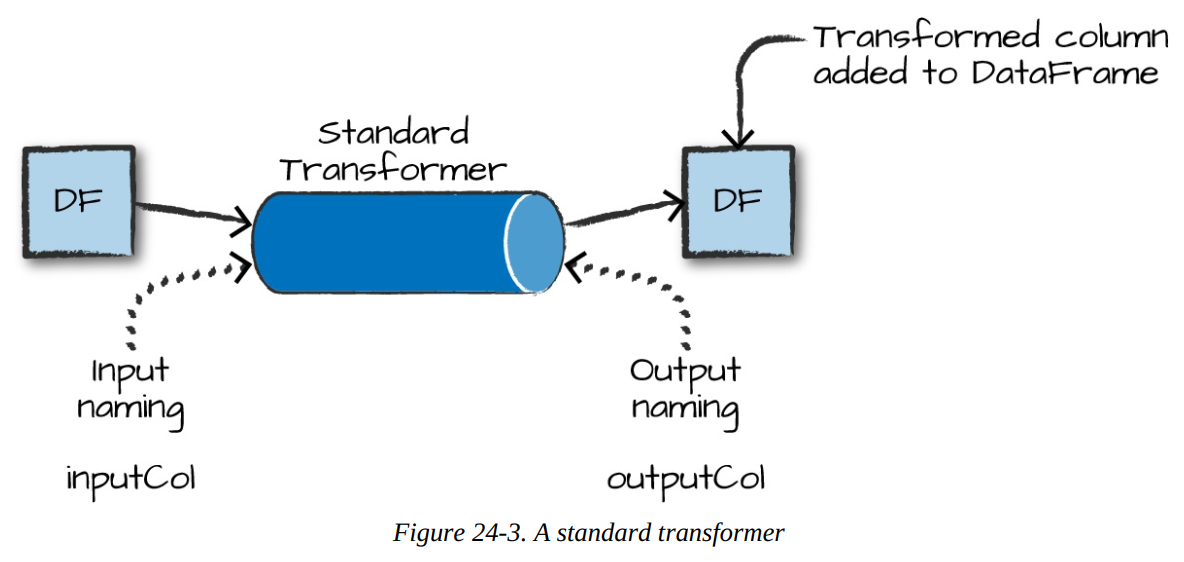 Transformed column
added to DataFrame
Standard
Transformer
DF
DF
Input
naming
inputCol
Output
naming
outputCol
Figure 24-3. A standard transformer